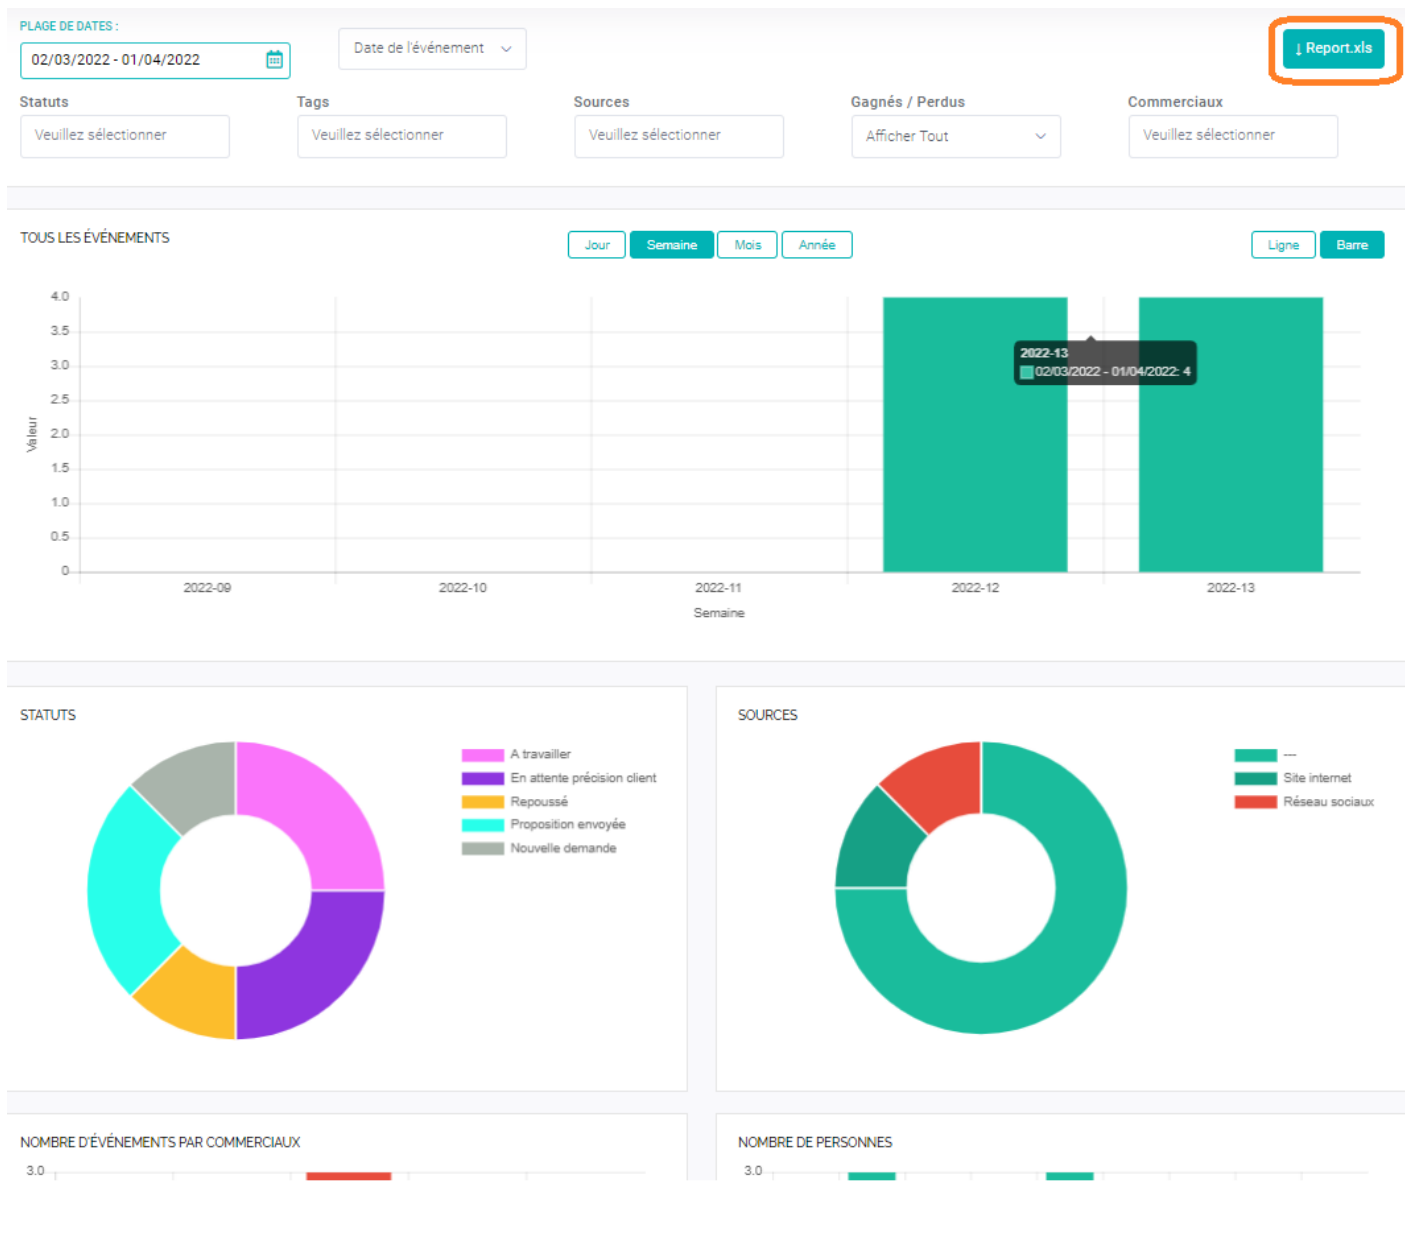 PLAGE DE DATES :
02/03/2022 - 01/04/2022
Date de l'événement
↓ Report.xls
Statuts
Tags
Sources
Gagnés / Perdus
Commerciaux
Veuillez sélectionner
Veuillez sélectionner
Veuillez sélectionner
Afficher Tout
Veuillez sélectionner
TOUS LES ÉVÉNEMENTS
Jour
Semaine
Mois
Année
Ligne
Barre
4.0
3.5
3.0
2.5
2.0
1.5
1.0
0.5
0
Valeur
2022-13
02/03/2022 - 01/04/2022: 4
2022-09
2022-10
2022-11
2022-12
2022-13
Semaine
STATUTS
A travailler
En attente précision client
Repoussé
Proposition envoyée
Nouvelle demande
SOURCES
---
Site internet
Réseau sociaux
NOMBRE D'ÉVÉNEMENTS PAR COMMERCIAUX
3.0
NOMBRE DE PERSONNES
3.0